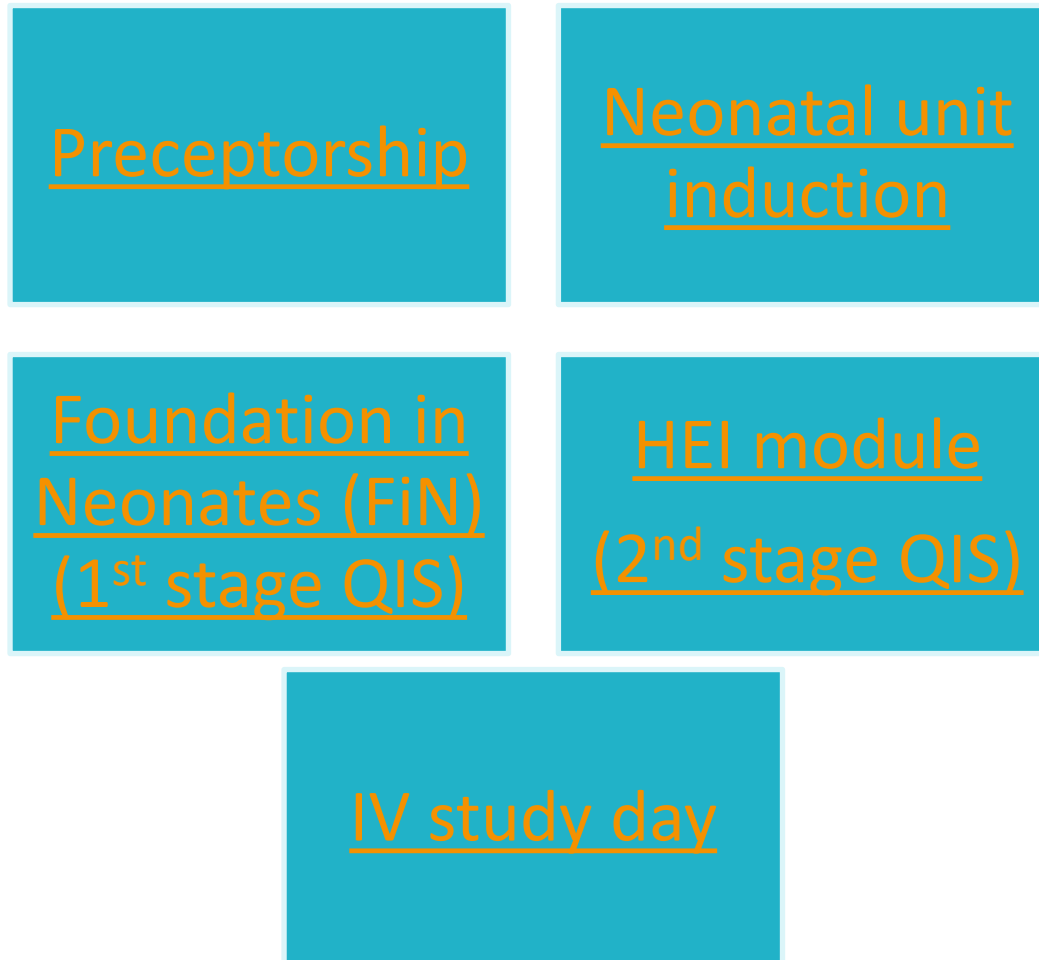 Preceptorship
Neonatal unit
induction
Foundation in
Neonates (FiN)
(1st stage QIS)
HEI module
(2nd stage QIS)
IV study day